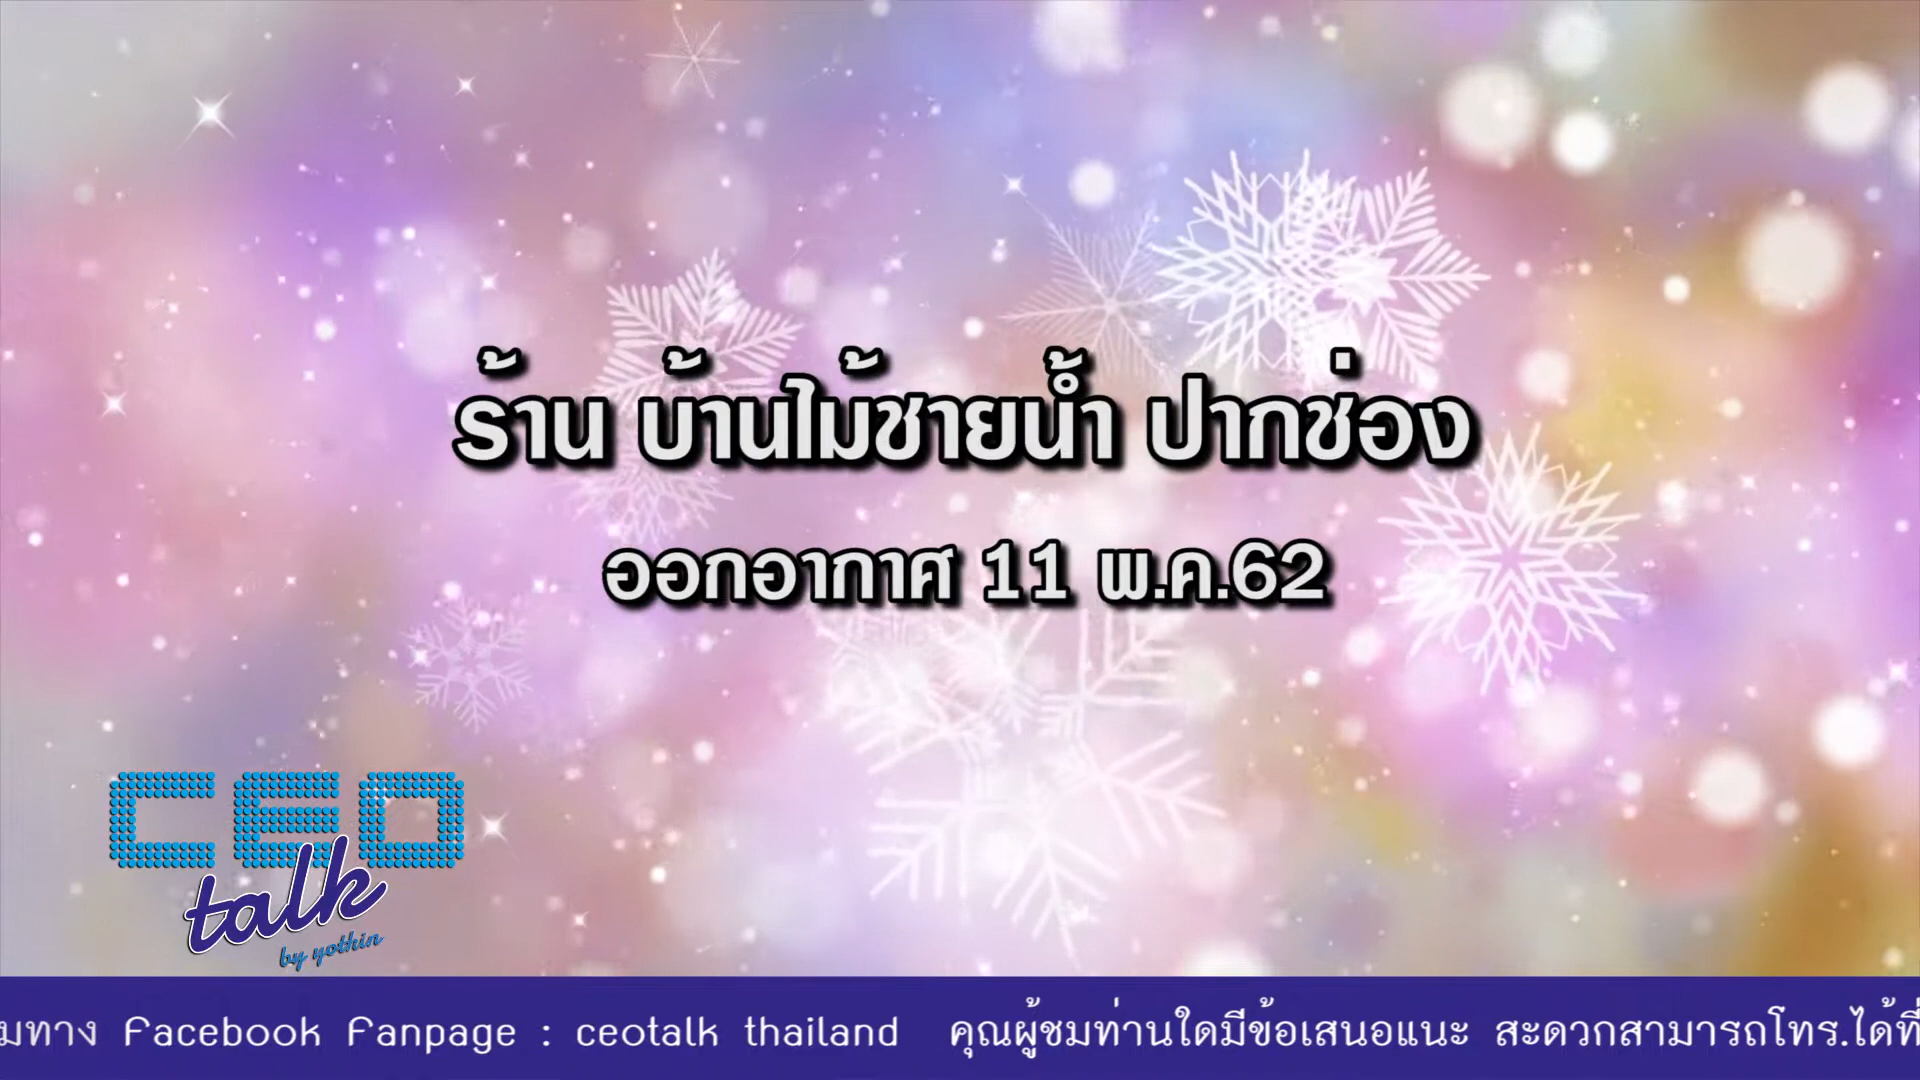 ร้าน บ้านไม้ชายน้ำ ปากช่อง
ออกอากาศ 11 พ.ค.62
CEO
talk
by yothin
มทาง Facebook Fanpage : ceotalk thailand คุณผู้ชมท่านใดมีข้อเสนอแนะ สะดวกสามารถโทร.ได้ที่